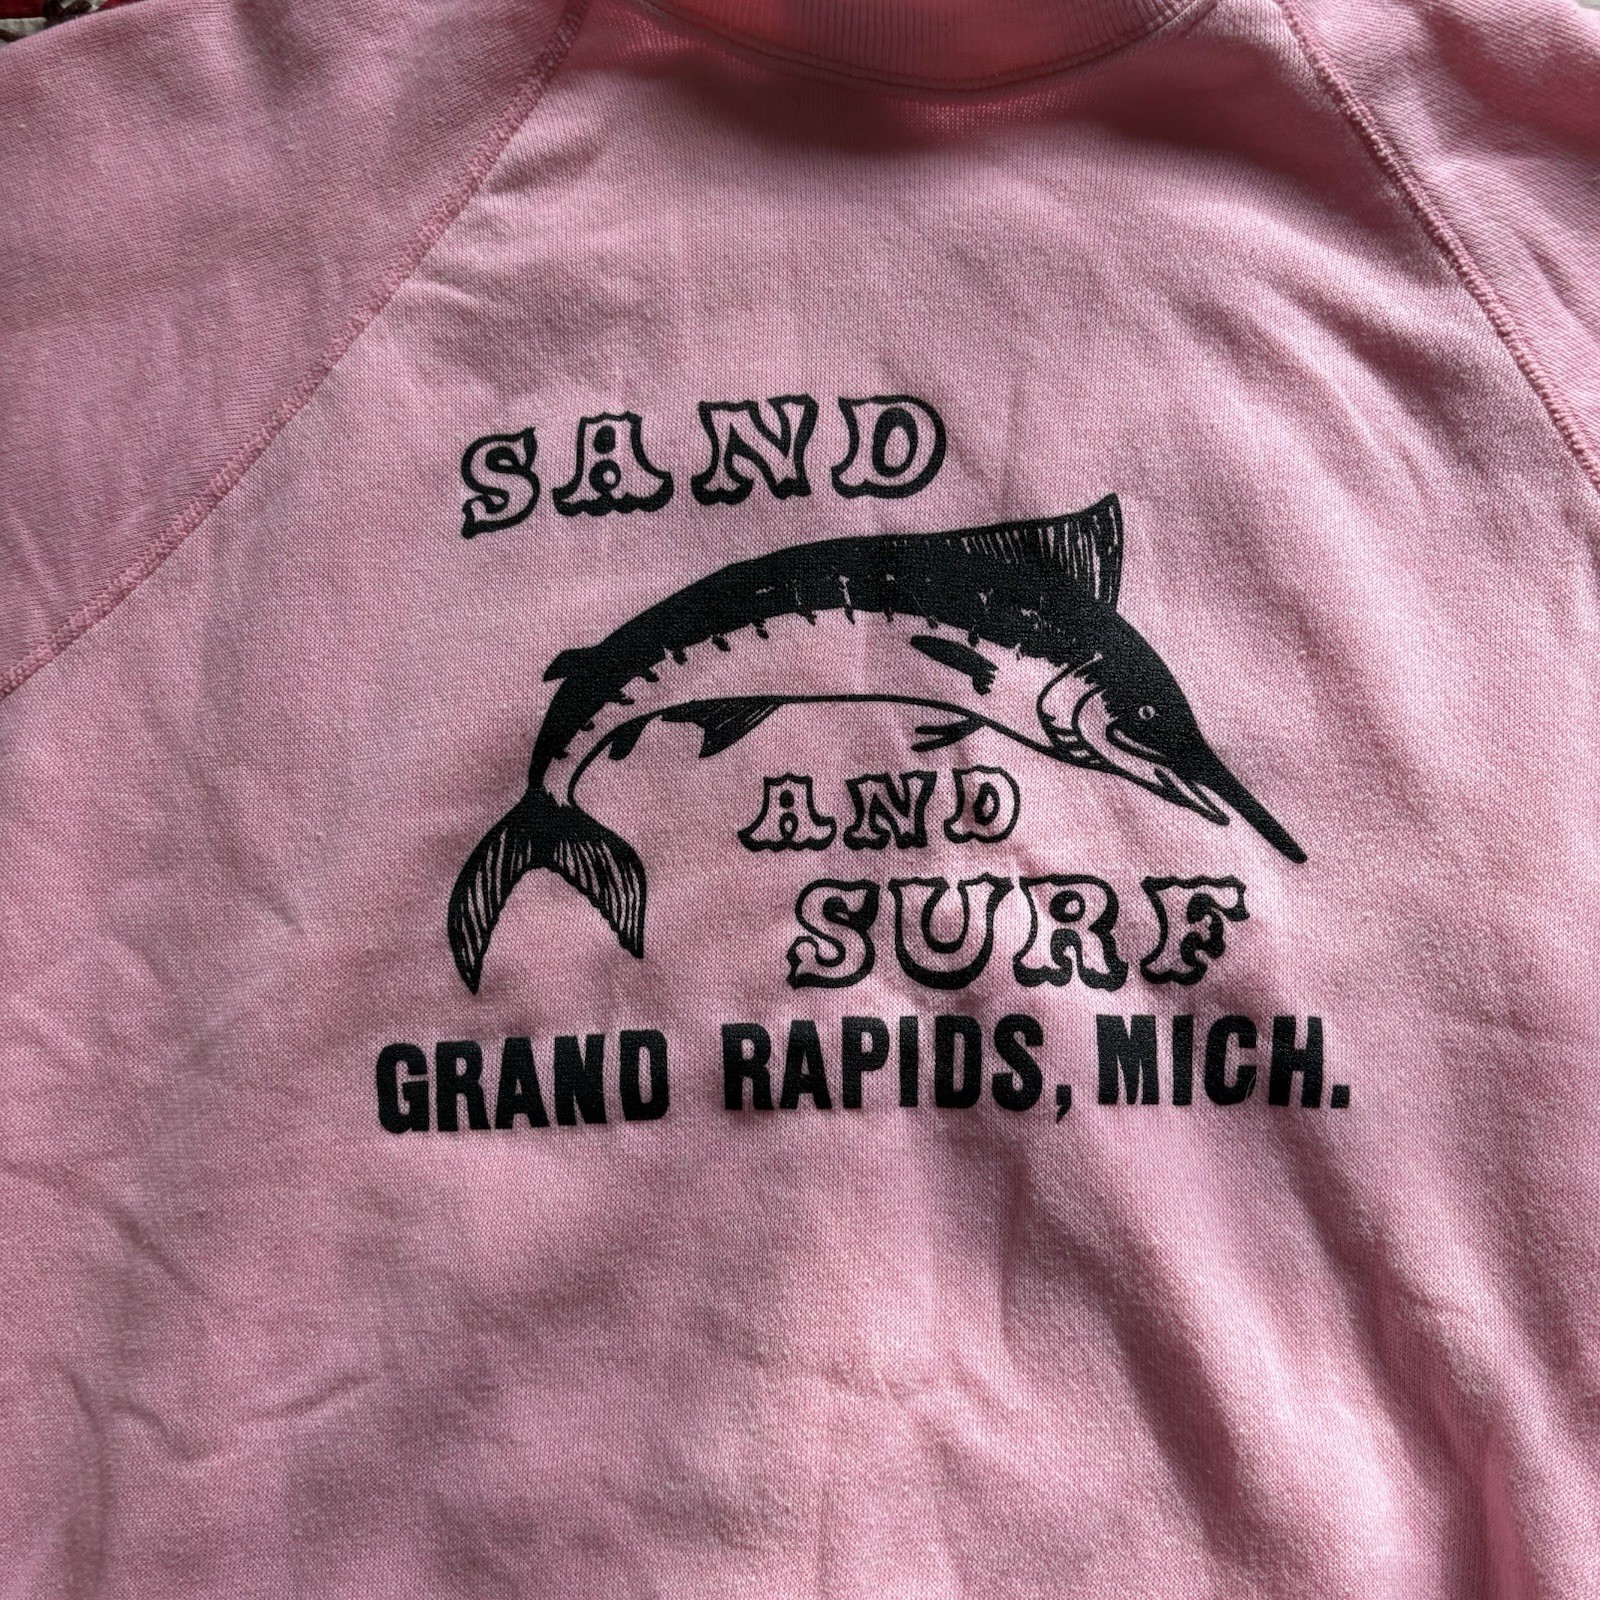 SAND
AND
SURF
GRAND RAPIDS, MICH.